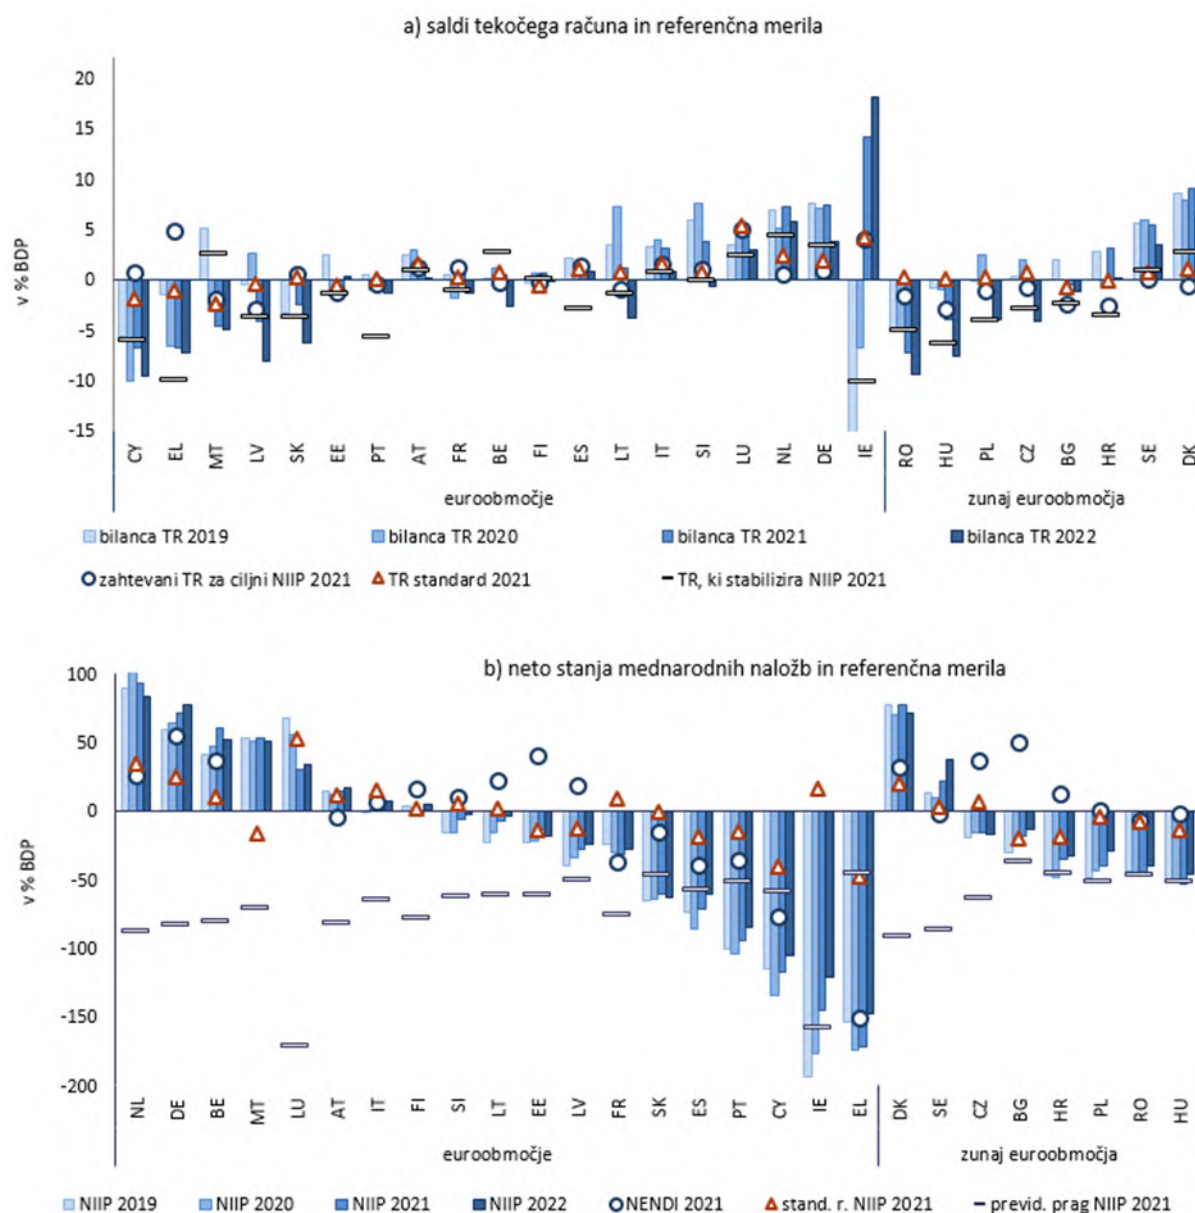 a) saldi tekočega računa in referenčna merila
v % BDP
20
15
10
5
0
-5
-10
-15
CY EL MT LV SK EE PT AT FR BE FI ES LT IT SI LU NL DE IE RO HU PL CZ BG HR SE DK
euroobmočje zunaj euroobmočja
bilanca TR 2019 bilanca TR 2020 bilanca TR 2021 bilanca TR 2022
zahtevani TR za ciljni NIIP 2021 TR standard 2021 TR, ki stabilizira NIIP 2021
b) neto stanja mednarodnih naložb in referenčna merila
v % BDP
100
50
0
-50
-100
-150
-200
NL DE BE MT LU AT IT FI SI LT EE LV FR SK ES PT CY IE EL DK SE CZ BG HR PL RO HU
euroobmočje zunaj euroobmočja
NIIP 2019 NIIP 2020 NIIP 2021 NIIP 2022 NENDI 2021 stand. r. NIIP 2021 previd. prag NIIP 2021